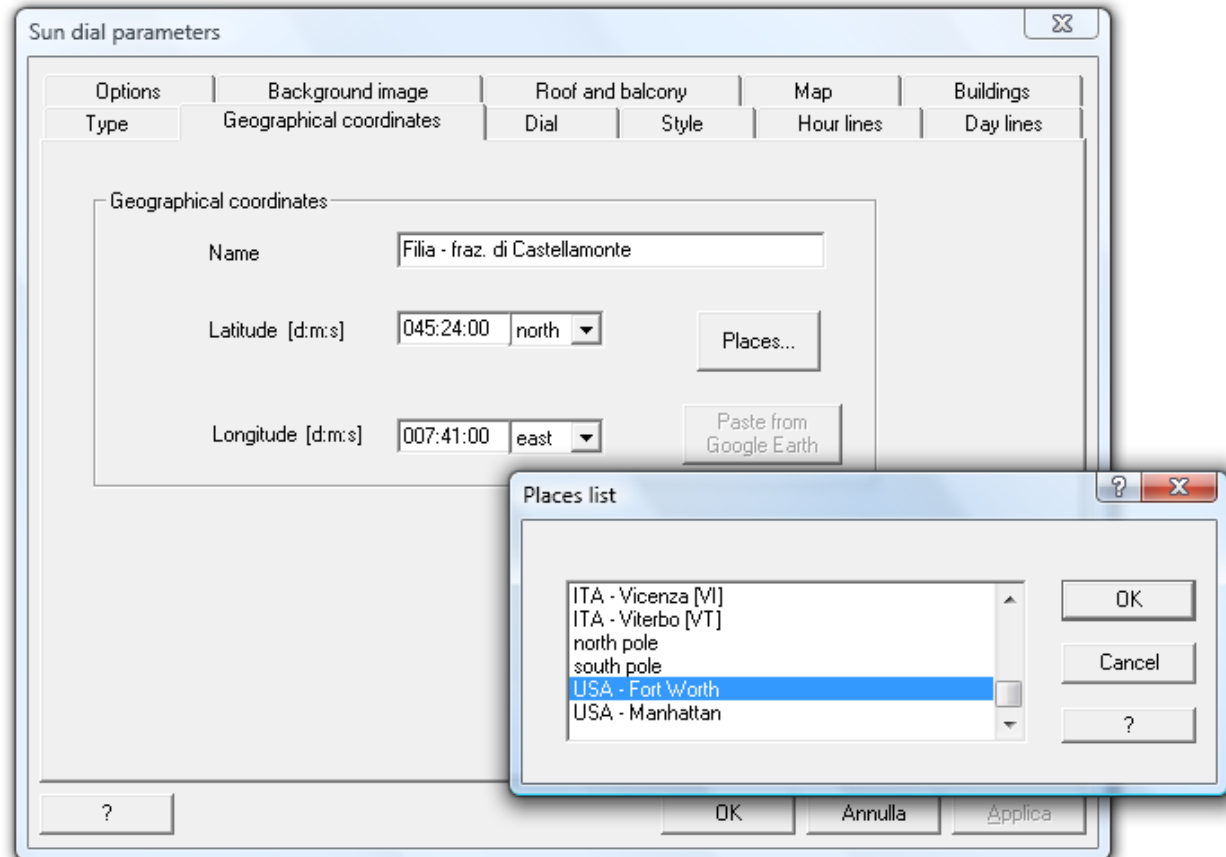 Sun dial parameters
Options Background image Roof and balcony Map Buildings
Type Geographical coordinates Dial Style Hour lines Day lines
Geographical coordinates
Name Filia - fraz. di Castellamonte
Latitude [d:m:s] 045:24:00 north Places...
Longitude [d:m:s] 007:41:00 east Paste from
Google Earth
Places list
?
ITA - Vicenza [VI]
ITA - Viterbo [VT]
north pole
south pole
USA - Fort Worth
USA - Manhattan
OK
Cancel
?
? OK Annulla Applica